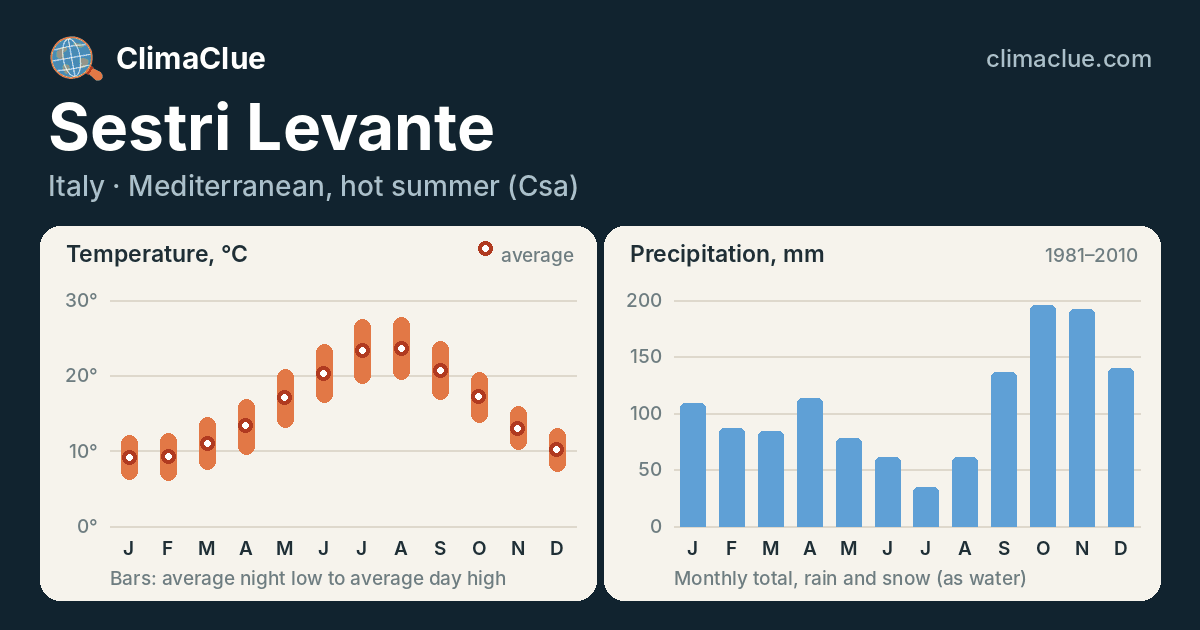 ClimaClue
climaclue.com
Sestri Levante
Italy · Mediterranean, hot summer (Csa)
Temperature, °C
average
30°
20°
10°
0°
J F M A M J J A S O N D
Bars: average night low to average day high
Precipitation, mm
1981–2010
200
150
100
50
0
J F M A M J J A S O N D
Monthly total, rain and snow (as water)